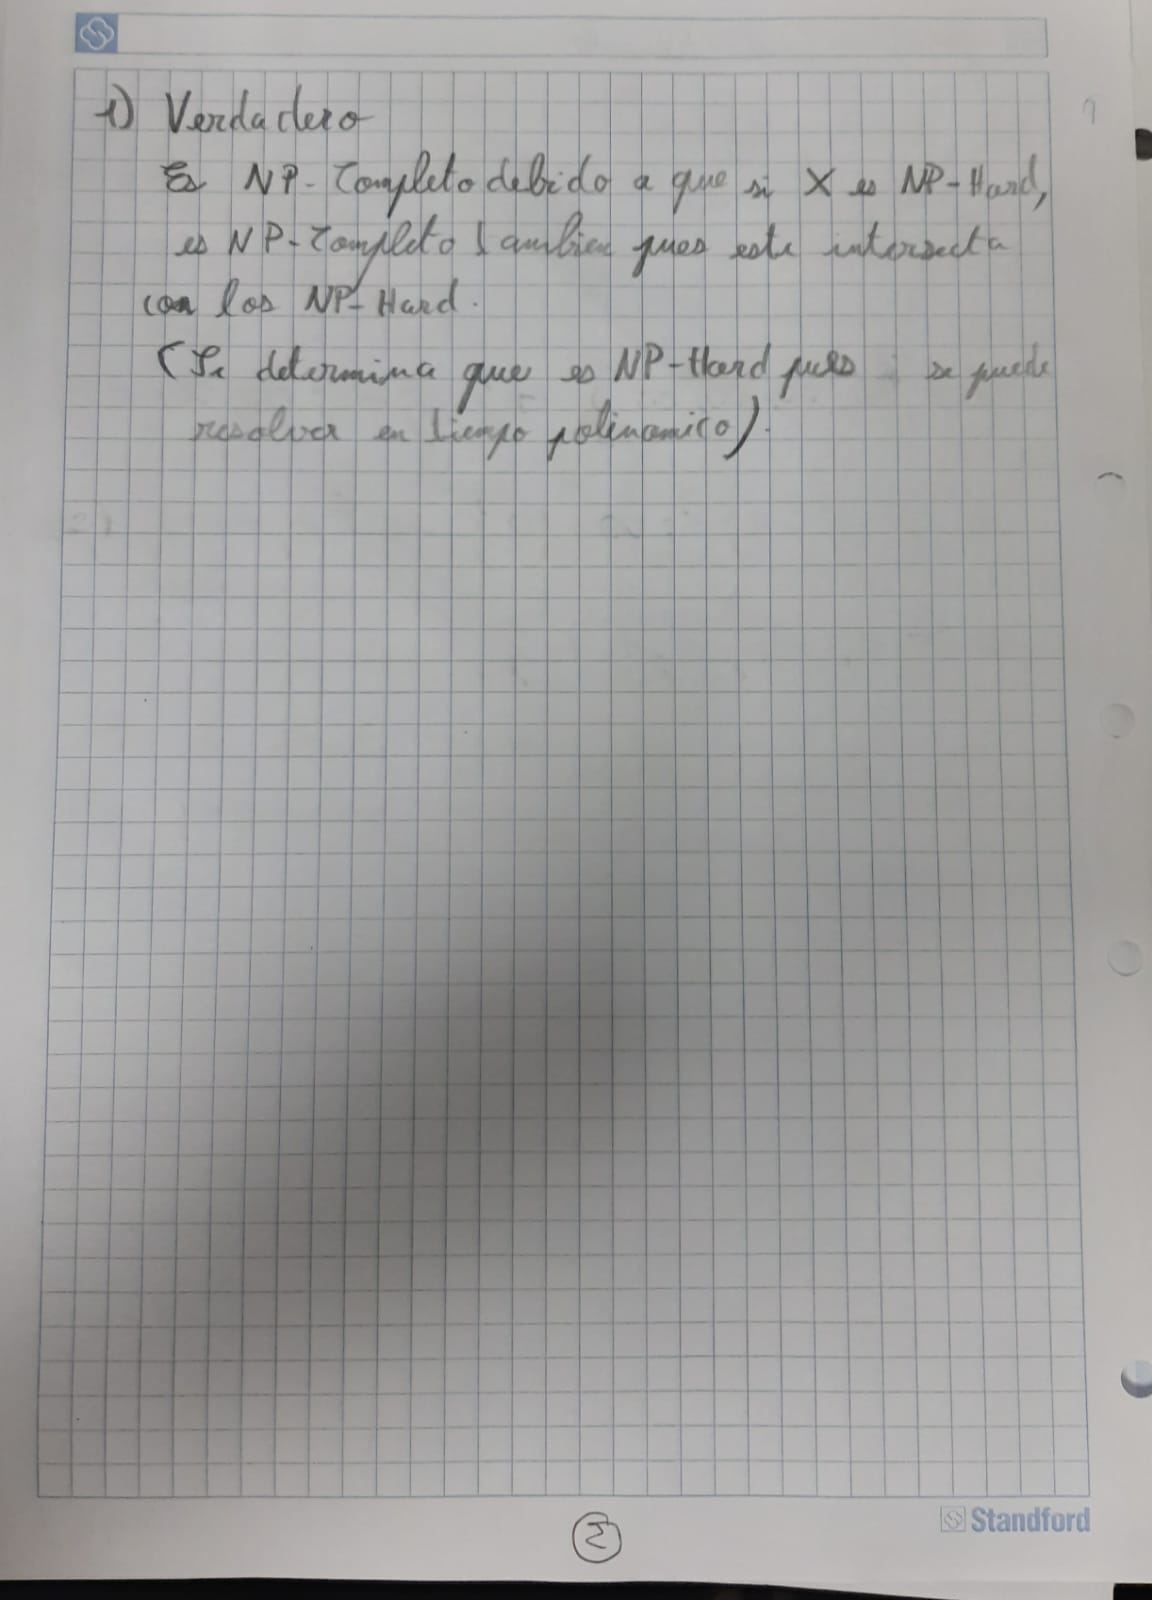 1) Verdadero
Es NP-Completo debido a que si X es NP-Hard,
es NP-Completo tambien pues este intersecta
con los NP-Hard.
(Se determina que es NP-Hard pues se puede
resolver en tiempo polinomico).
Standford
2